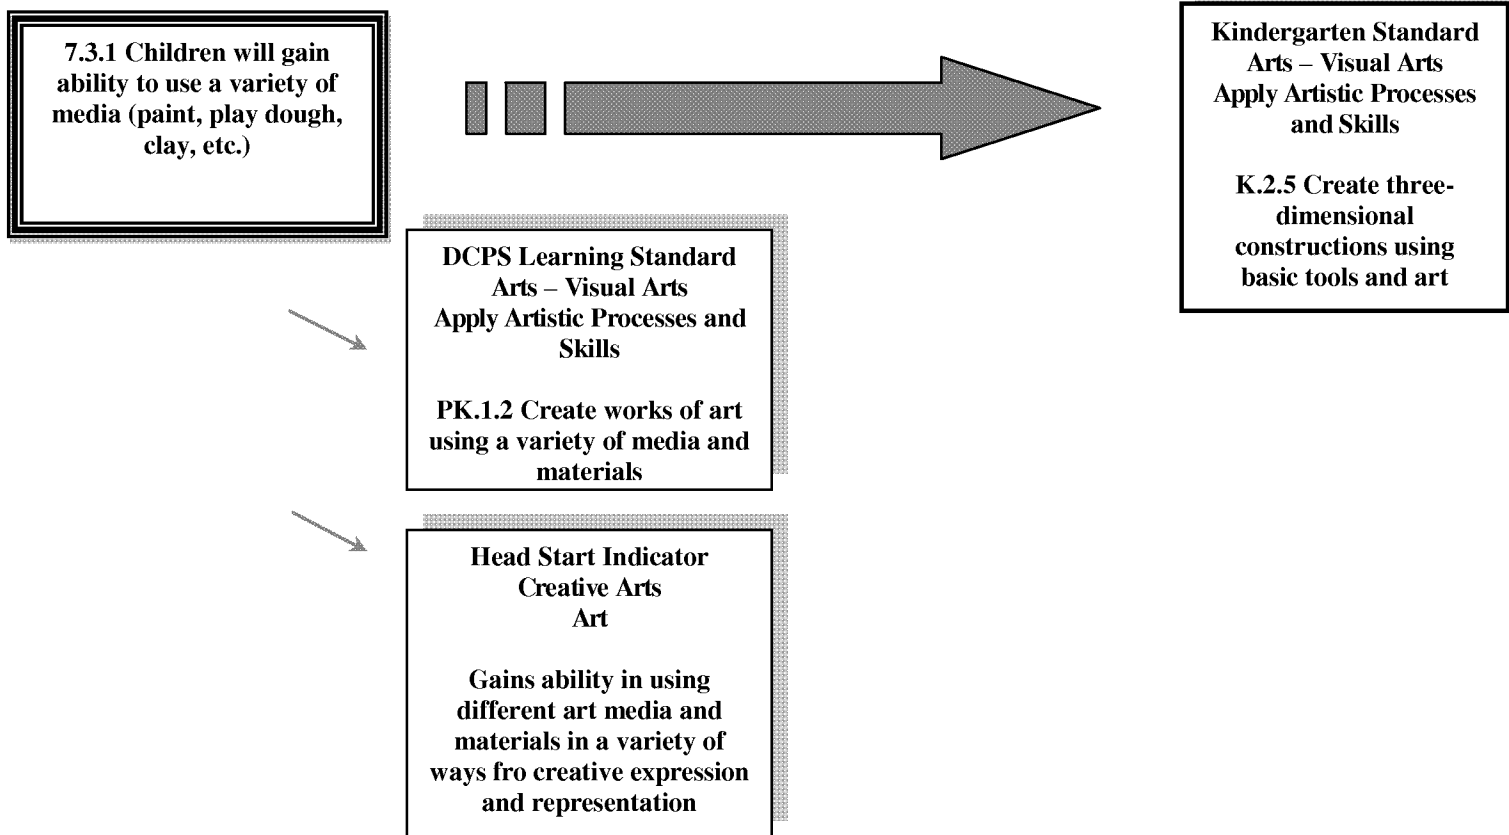 7.3.1 Children will gain
ability to use a variety of
media (paint, play dough,
clay, etc.)
Kindergarten Standard
Arts – Visual Arts
Apply Artistic Processes
and Skills
K.2.5 Create three-
dimensional
constructions using
basic tools and art
DCPS Learning Standard
Arts – Visual Arts
Apply Artistic Processes and
Skills
PK.1.2 Create works of art
using a variety of media and
materials
Head Start Indicator
Creative Arts
Art
Gains ability in using
different art media and
materials in a variety of
ways fro creative expression
and representation